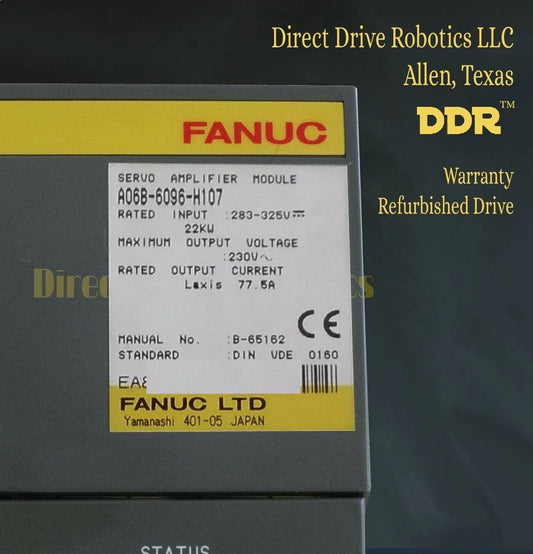 Direct Drive Robotics LLC
Allen, Texas
DDR™
Warranty
Refurbished Drive
FANUC
SERVO AMPLIFIER MODULE
A06B-6096-H107
RATED INPUT :283-325V⎓
22KW
MAXIMUM OUTPUT VOLTAGE
:230V~
RATED OUTPUT CURRENT
Laxis 77.5A
MANUAL No. :B-65162
STANDARD :DIN VDE 0160
CE
FANUC LTD
Yamanashi 401-05 JAPAN
STATUS